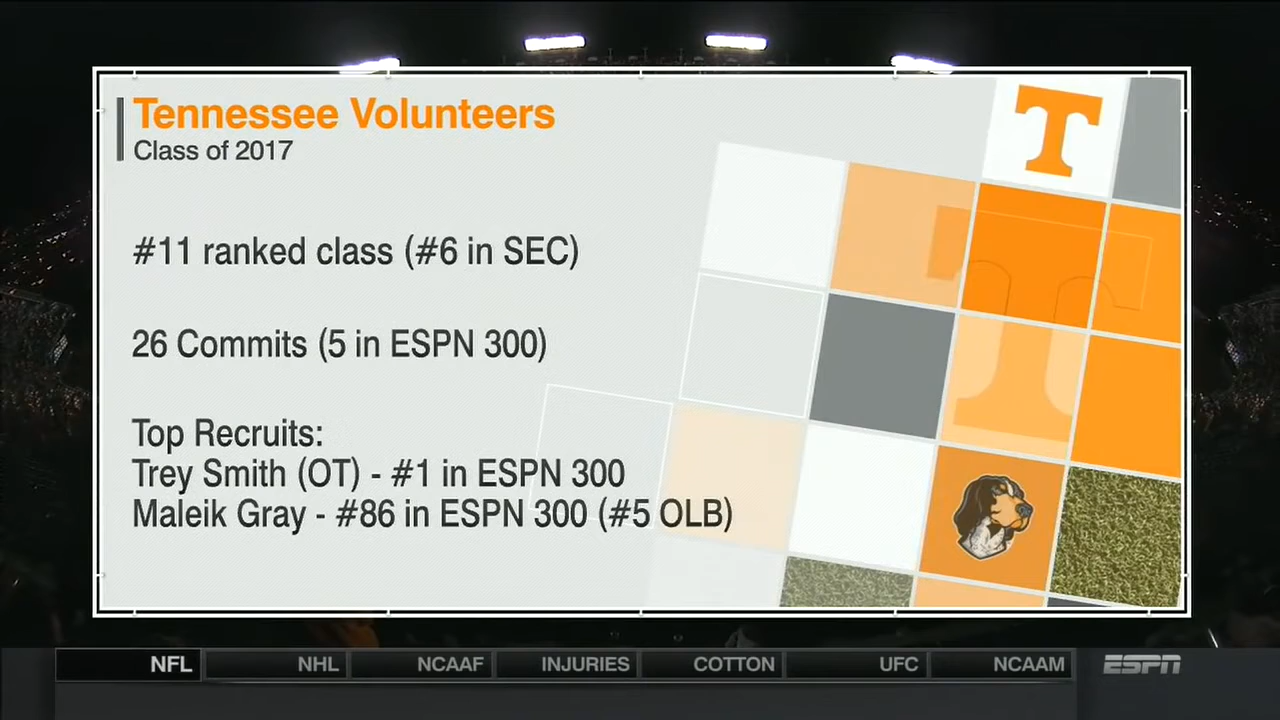 Tennessee Volunteers
Class of 2017
T
#11 ranked class (#6 in SEC)
26 Commits (5 in ESPN 300)
Top Recruits:
Trey Smith (OT) - #1 in ESPN 300
Maleik Gray - #86 in ESPN 300 (#5 OLB)
NFL NHL NCAAF INJURIES COTTON UFC NCAAM ESPN